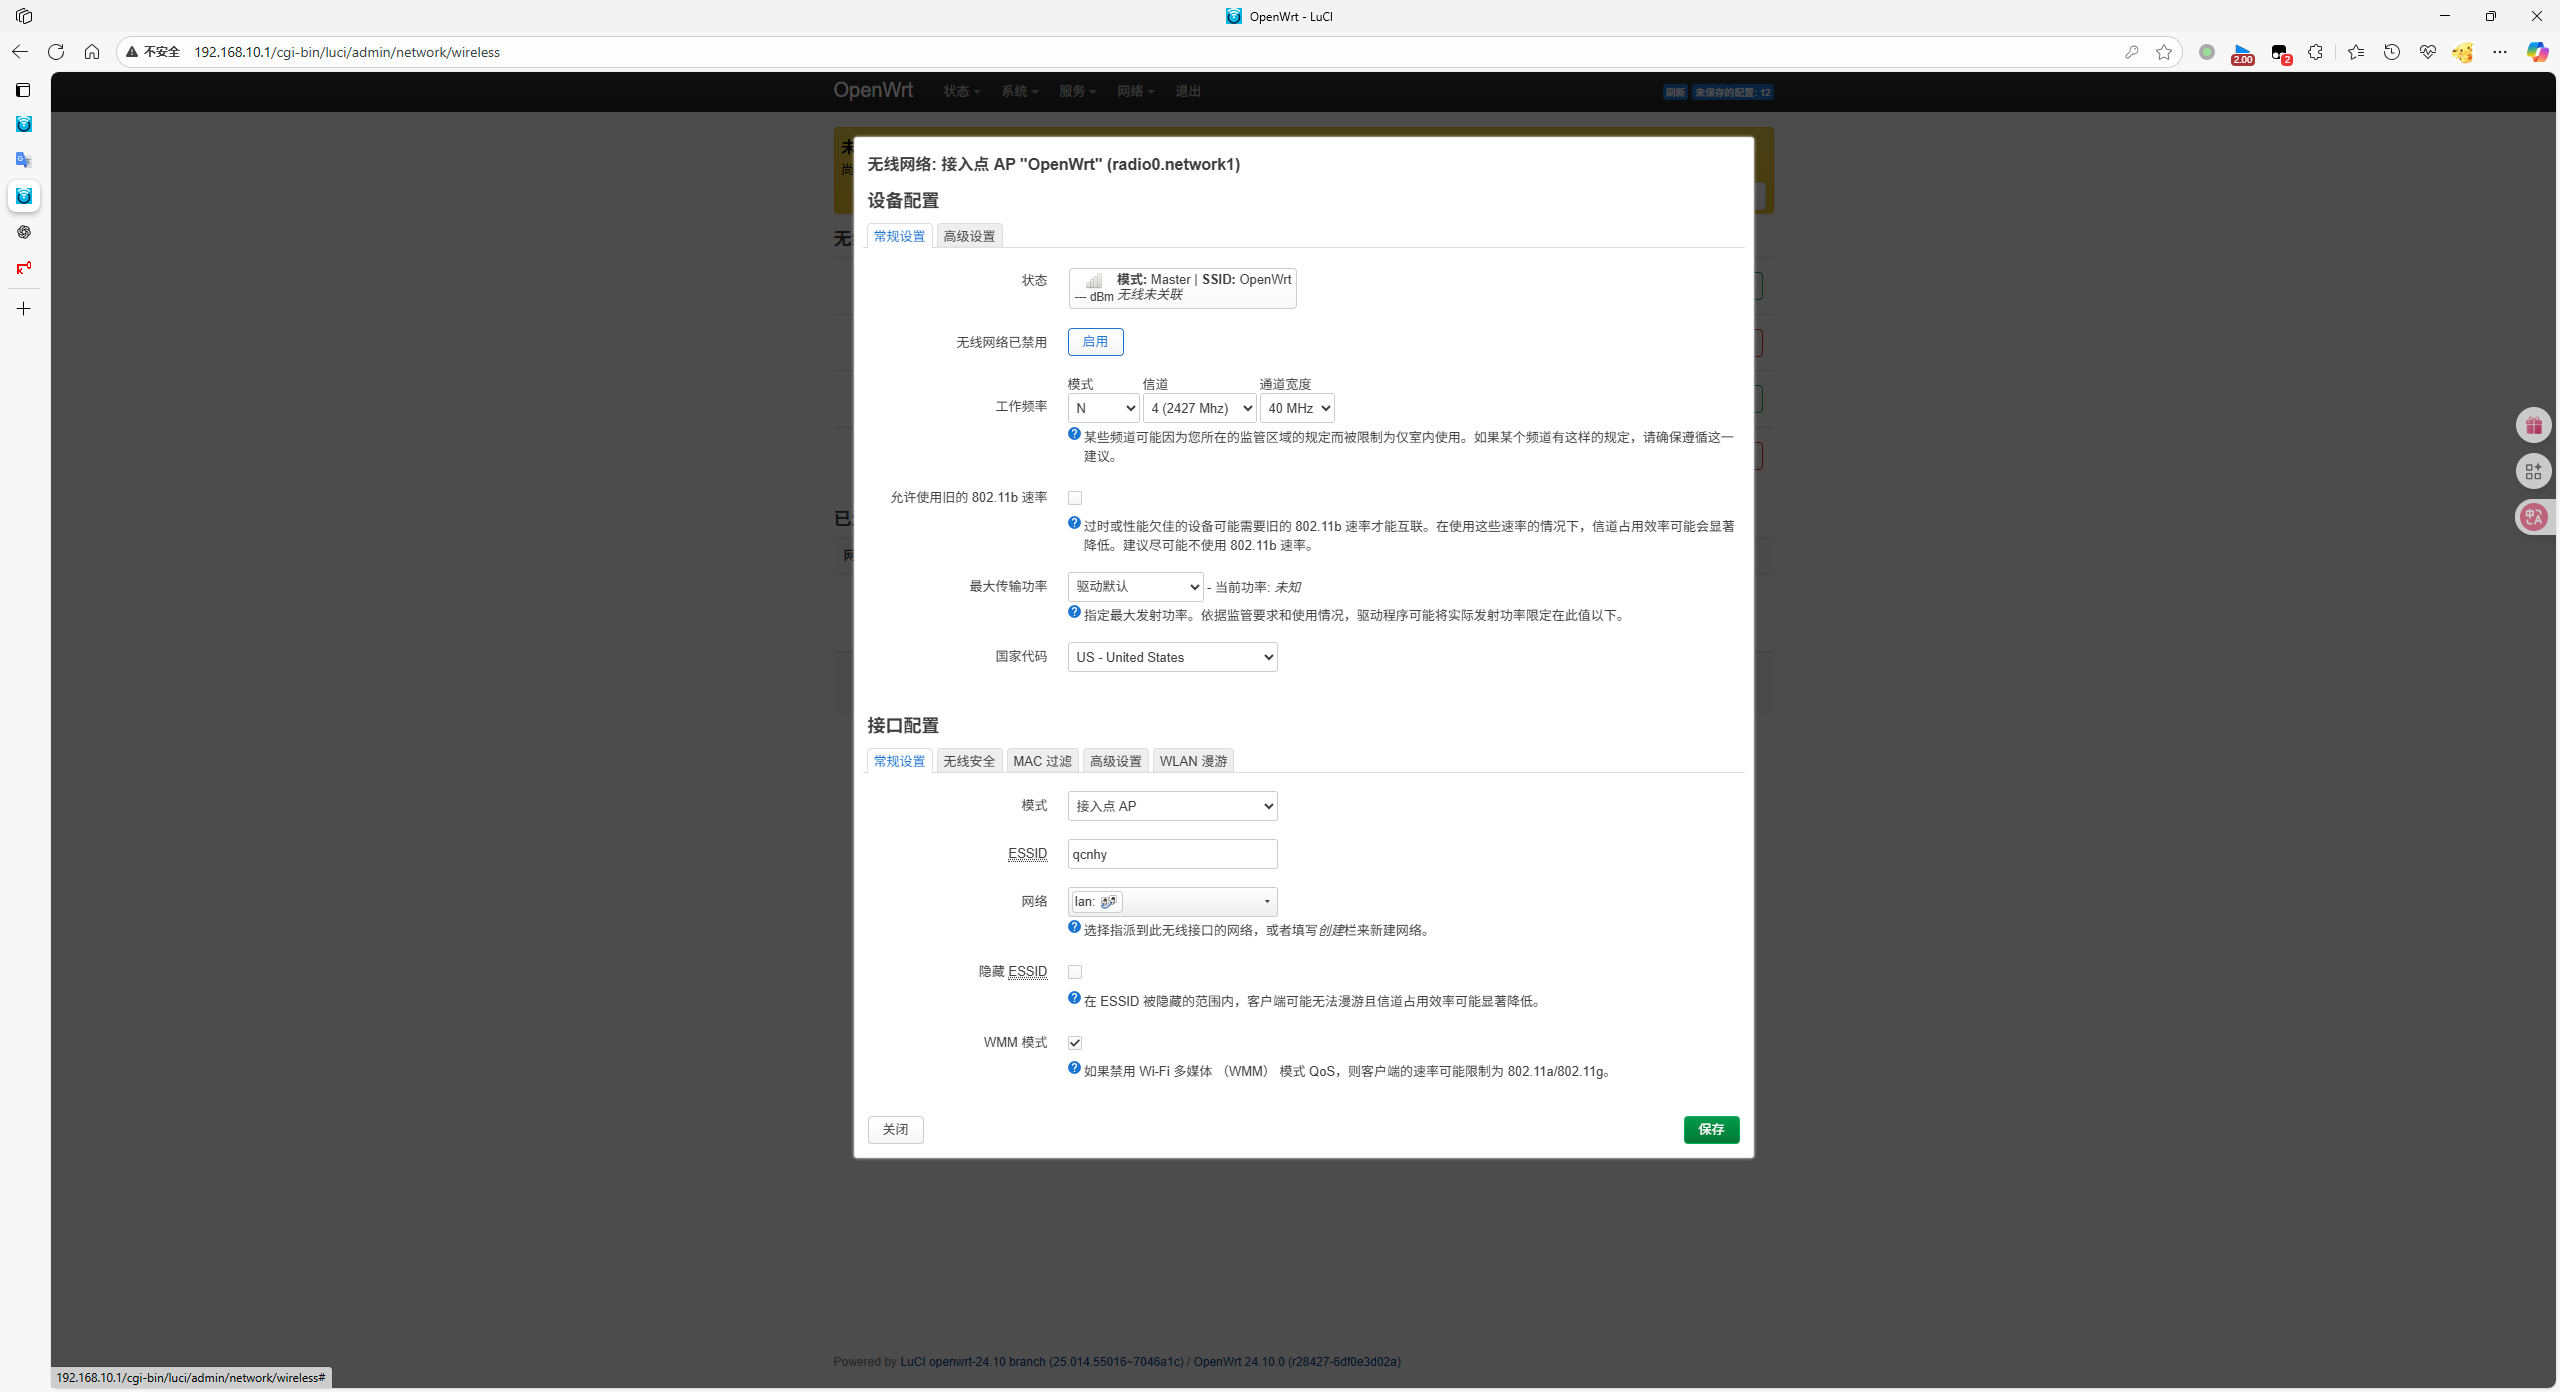 OpenWrt - LuCI
不安全 192.168.10.1/cgi-bin/luci/admin/network/wireless
2.00
2
OpenWrt 状态 系统 服务 网络 退出 刷新 未保存的配置: 12
无线网络: 接入点 AP "OpenWrt" (radio0.network1)
设备配置
常规设置 高级设置
状态
模式: Master | SSID: OpenWrt
--- dBm 无线未关联
无线网络已禁用 启用
模式 信道 通道宽度
工作频率 N 4 (2427 Mhz) 40 MHz
某些频道可能因为您所在的监管区域的规定而被限制为仅室内使用。如果某个频道有这样的规定，请确保遵循这一
建议。
允许使用旧的 802.11b 速率
过时或性能欠佳的设备可能需要旧的 802.11b 速率才能互联。在使用这些速率的情况下，信道占用效率可能会显著
降低。建议尽可能不使用 802.11b 速率。
最大传输功率 驱动默认 - 当前功率: 未知
指定最大发射功率。依据监管要求和使用情况，驱动程序可能将实际发射功率限定在此值以下。
国家代码 US - United States
接口配置
常规设置 无线安全 MAC 过滤 高级设置 WLAN 漫游
模式 接入点 AP
ESSID qcnhy
网络 lan:
选择指派到此无线接口的网络，或者填写创建栏来新建网络。
隐藏 ESSID
在 ESSID 被隐藏的范围内，客户端可能无法漫游且信道占用效率可能显著降低。
WMM 模式
如果禁用 Wi-Fi 多媒体 （WMM） 模式 QoS，则客户端的速率可能限制为 802.11a/802.11g。
关闭 保存
Powered by LuCI openwrt-24.10 branch (25.014.55016~7046a1c) / OpenWrt 24.10.0 (r28427-6df0e3d02a)
192.168.10.1/cgi-bin/luci/admin/network/wireless#